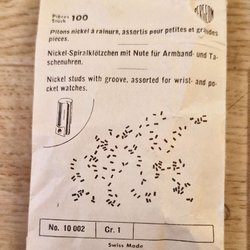 Pièces
Stück 100
BERGEON
Pitons nickel à rainure, assortis pour petites et grandes
pièces.
Nickel-Spiralklötzchen mit Nute für Armband- und Ta-
schenuhren.
Nickel studs with groove, assorted for wrist- and po-
cket watches.
No. 10 002
Gr. 1
Swiss Made